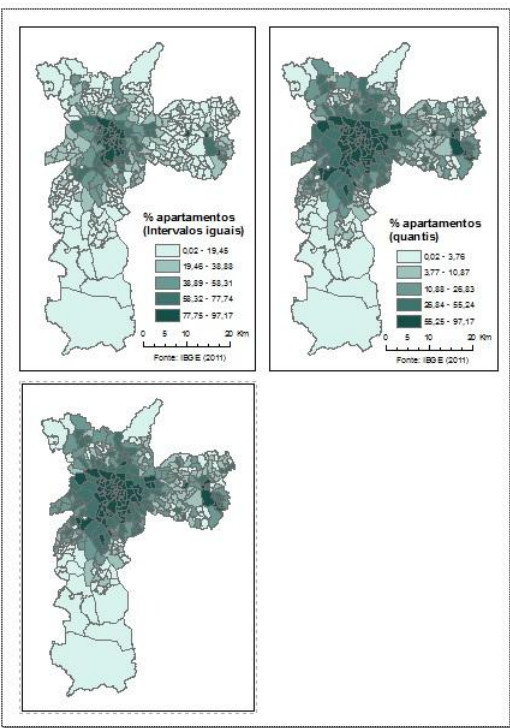 % apartamentos
(Intervalos iguais)
0,02 - 19,45
19,46 - 38,88
38,89 - 58,31
58,32 - 77,74
77,75 - 97,17
0 5 10 20 Km
Fonte: IBGE (2011)
% apartamentos
(quantis)
0,02 - 3,76
3,77 - 10,87
10,88 - 26,83
26,84 - 55,24
55,25 - 97,17
0 5 10 20 Km
Fonte: IBGE (2011)